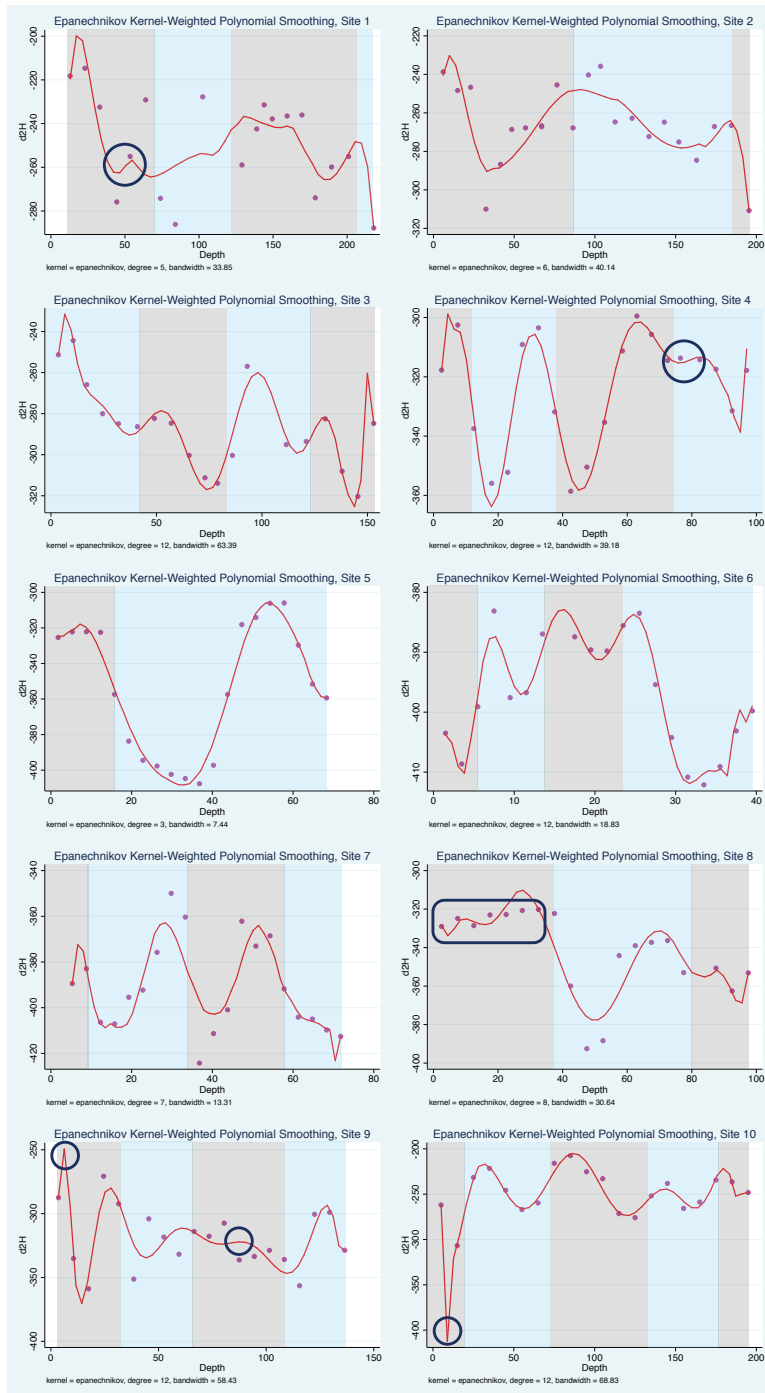 Epanechnikov Kernel-Weighted Polynomial Smoothing, Site 1
-200
-220
-240
-260
-280
d2H
0 50 100 150 200
Depth
kernel = epanechnikov, degree = 5, bandwidth = 33.85
Epanechnikov Kernel-Weighted Polynomial Smoothing, Site 2
-220
-240
-260
-280
-300
-320
d2H
0 50 100 150 200
Depth
kernel = epanechnikov, degree = 6, bandwidth = 40.14
Epanechnikov Kernel-Weighted Polynomial Smoothing, Site 3
-240
-260
-280
-300
-320
d2H
0 50 100 150
Depth
kernel = epanechnikov, degree = 12, bandwidth = 63.39
Epanechnikov Kernel-Weighted Polynomial Smoothing, Site 4
-300
-320
-340
-360
d2H
0 20 40 60 80 100
Depth
kernel = epanechnikov, degree = 12, bandwidth = 39.18
Epanechnikov Kernel-Weighted Polynomial Smoothing, Site 5
-300
-320
-340
-360
-380
-400
d2H
0 20 40 60 80
Depth
kernel = epanechnikov, degree = 3, bandwidth = 7.44
Epanechnikov Kernel-Weighted Polynomial Smoothing, Site 6
-380
-390
-400
-410
d2H
0 10 20 30 40
Depth
kernel = epanechnikov, degree = 12, bandwidth = 18.83
Epanechnikov Kernel-Weighted Polynomial Smoothing, Site 7
-340
-360
-380
-400
-420
d2H
0 20 40 60 80
Depth
kernel = epanechnikov, degree = 7, bandwidth = 13.31
Epanechnikov Kernel-Weighted Polynomial Smoothing, Site 8
-300
-320
-340
-360
-380
-400
d2H
0 20 40 60 80 100
Depth
kernel = epanechnikov, degree = 8, bandwidth = 30.64
Epanechnikov Kernel-Weighted Polynomial Smoothing, Site 9
-250
-300
-350
-400
d2H
0 50 100 150
Depth
kernel = epanechnikov, degree = 12, bandwidth = 58.43
Epanechnikov Kernel-Weighted Polynomial Smoothing, Site 10
-200
-250
-300
-350
-400
d2H
0 50 100 150 200
Depth
kernel = epanechnikov, degree = 12, bandwidth = 68.83